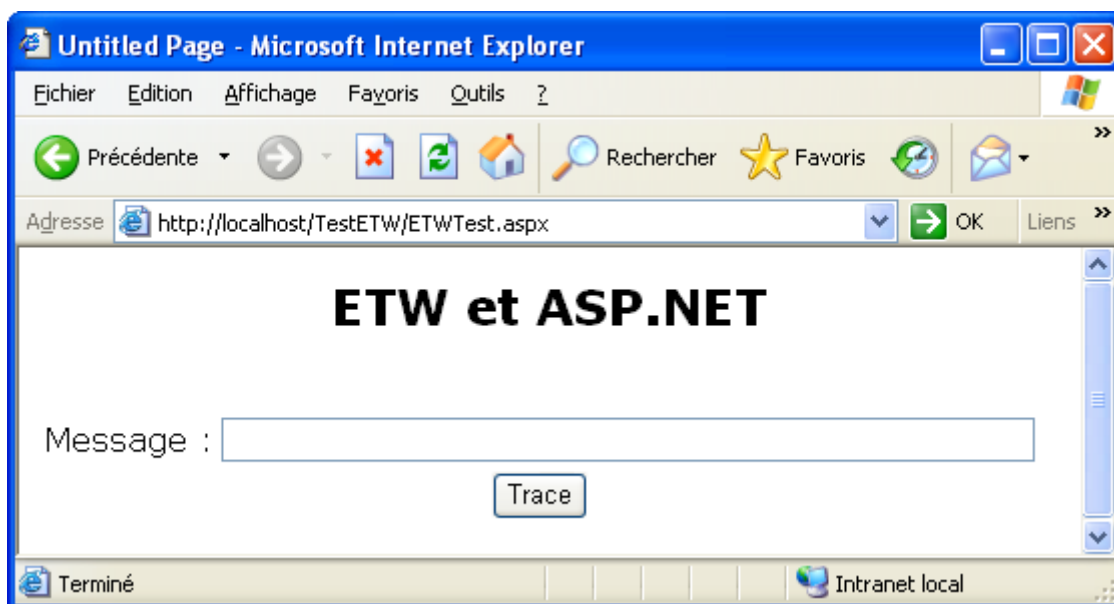 Untitled Page - Microsoft Internet Explorer
Fichier Edition Affichage Favoris Outils ?
Précédente Rechercher Favoris »
Adresse http://localhost/TestETW/ETWTest.aspx OK Liens »
ETW et ASP.NET
Message :
Trace
Terminé Intranet local